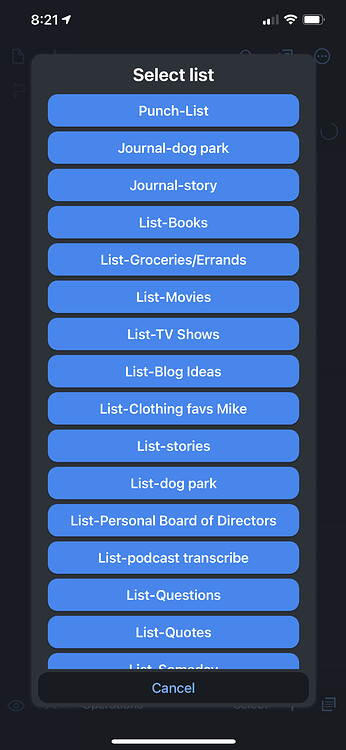 8:21
Select list
Punch-List
Journal-dog park
Journal-story
List-Books
List-Groceries/Errands
List-Movies
List-TV Shows
List-Blog Ideas
List-Clothing favs Mike
List-stories
List-dog park
List-Personal Board of Directors
List-podcast transcribe
List-Questions
List-Quotes
List-Someday
Cancel
Operations
Select